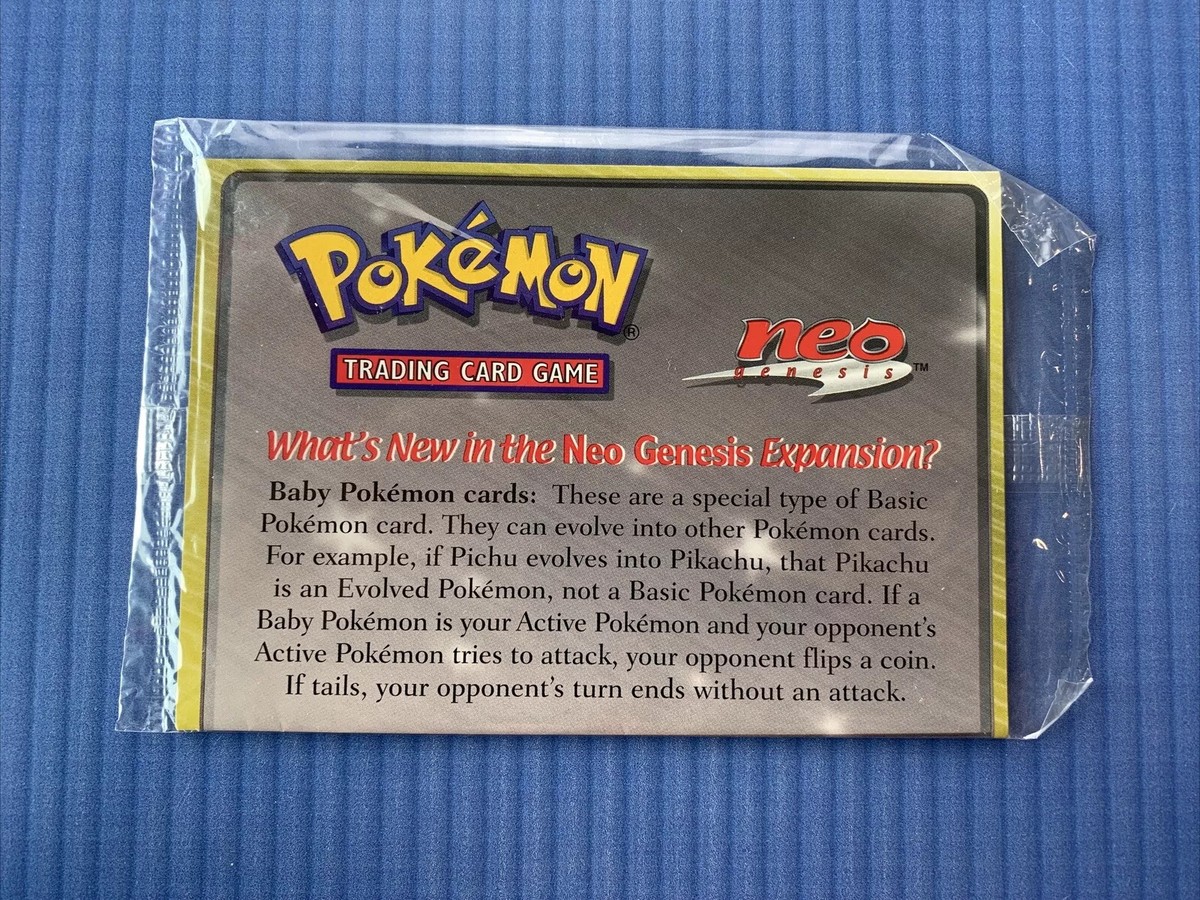 POKéMON®
TRADING CARD GAME
neo
genesis™
What's New in the Neo Genesis Expansion?
Baby Pokémon cards: These are a special type of Basic
Pokémon card. They can evolve into other Pokémon cards.
For example, if Pichu evolves into Pikachu, that Pikachu
is an Evolved Pokémon, not a Basic Pokémon card. If a
Baby Pokémon is your Active Pokémon and your opponent's
Active Pokémon tries to attack, your opponent flips a coin.
If tails, your opponent's turn ends without an attack.